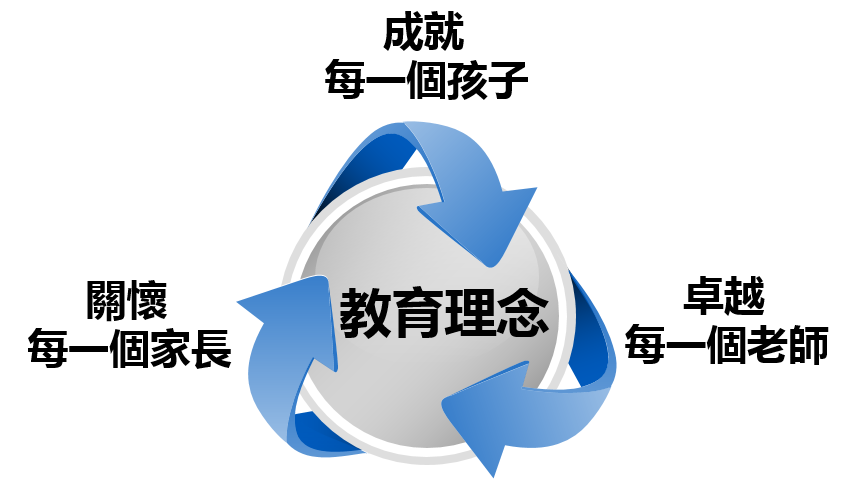 成就
每一個孩子
關懷
每一個家長
教育理念
卓越
每一個老師